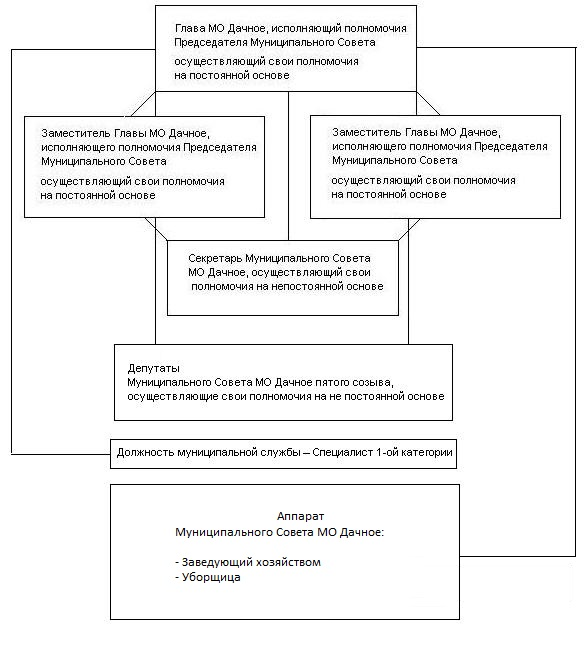 Глава МО Дачное, исполняющий полномочия
Председателя Муниципального Совета
осуществляющий свои полномочия
на постоянной основе
Заместитель Главы МО Дачное,
исполняющего полномочия Председателя
Муниципального Совета
осуществляющий свои полномочия
на постоянной основе
Заместитель Главы МО Дачное,
исполняющего полномочия Председателя
Муниципального Совета
осуществляющий свои полномочия
на постоянной основе
Секретарь Муниципального Совета
МО Дачное, осуществляющий свои
полномочия на непостоянной основе
Депутаты
Муниципального Совета МО Дачное пятого созыва,
осуществляющие свои полномочия на не постоянной основе
Должность муниципальной службы – Специалист 1-ой категории
Аппарат
Муниципального Совета МО Дачное:
- Заведующий хозяйством
- Уборщица